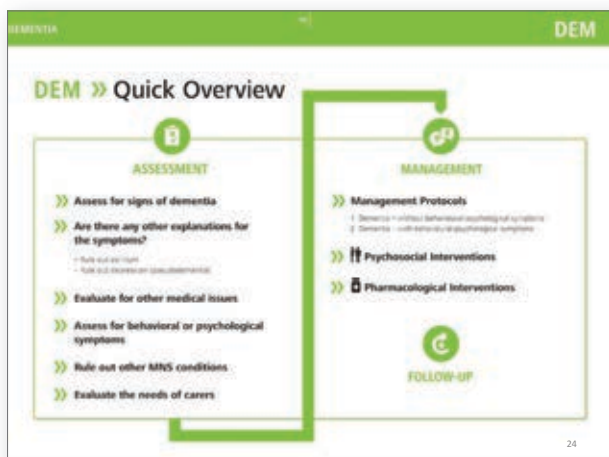 DEMENTIA
DEM
DEM » Quick Overview
ASSESSMENT
» Assess for signs of dementia
» Are there any other explanations for
the symptoms?
» Evaluate for other medical issues
» Assess for behavioral or psychological
symptoms
» Rule out other MNS conditions
» Evaluate the needs of carers
MANAGEMENT
» Management Protocols
» Psychosocial Interventions
» Pharmacological Interventions
FOLLOW-UP
24